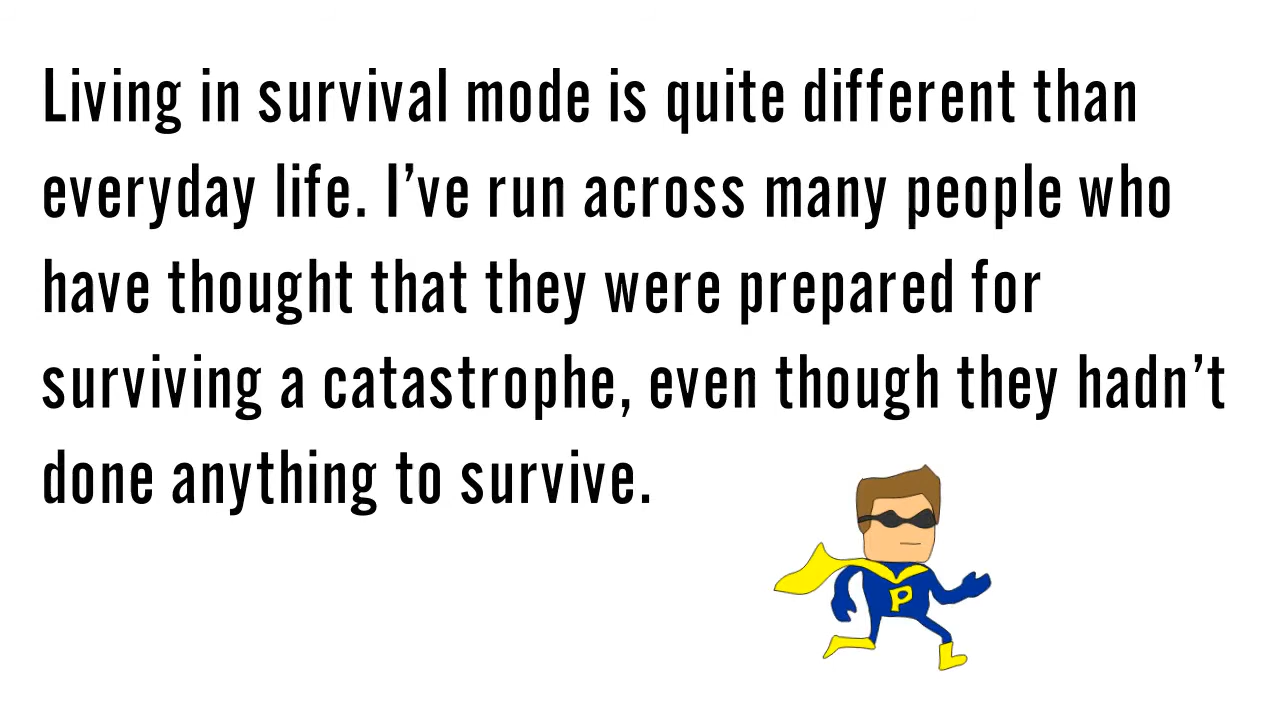 Living in survival mode is quite different than
everyday life. I’ve run across many people who
have thought that they were prepared for
surviving a catastrophe, even though they hadn’t
done anything to survive.
P